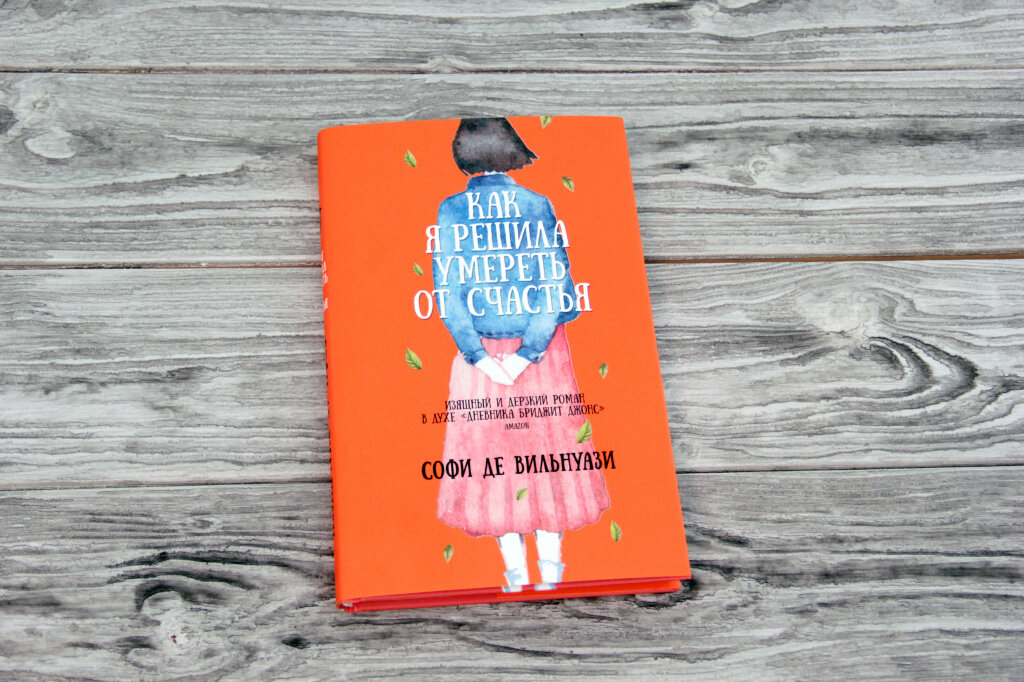 КАК
Я РЕШИЛА
УМЕРЕТЬ
ОТ СЧАСТЬЯ
ИЗЯЩНЫЙ И ДЕРЗКИЙ РОМАН
В ДУХЕ «ДНЕВНИКА БРИДЖИТ ДЖОНС»
AMAZON
СОФИ ДЕ ВИЛЬНУАЗИ